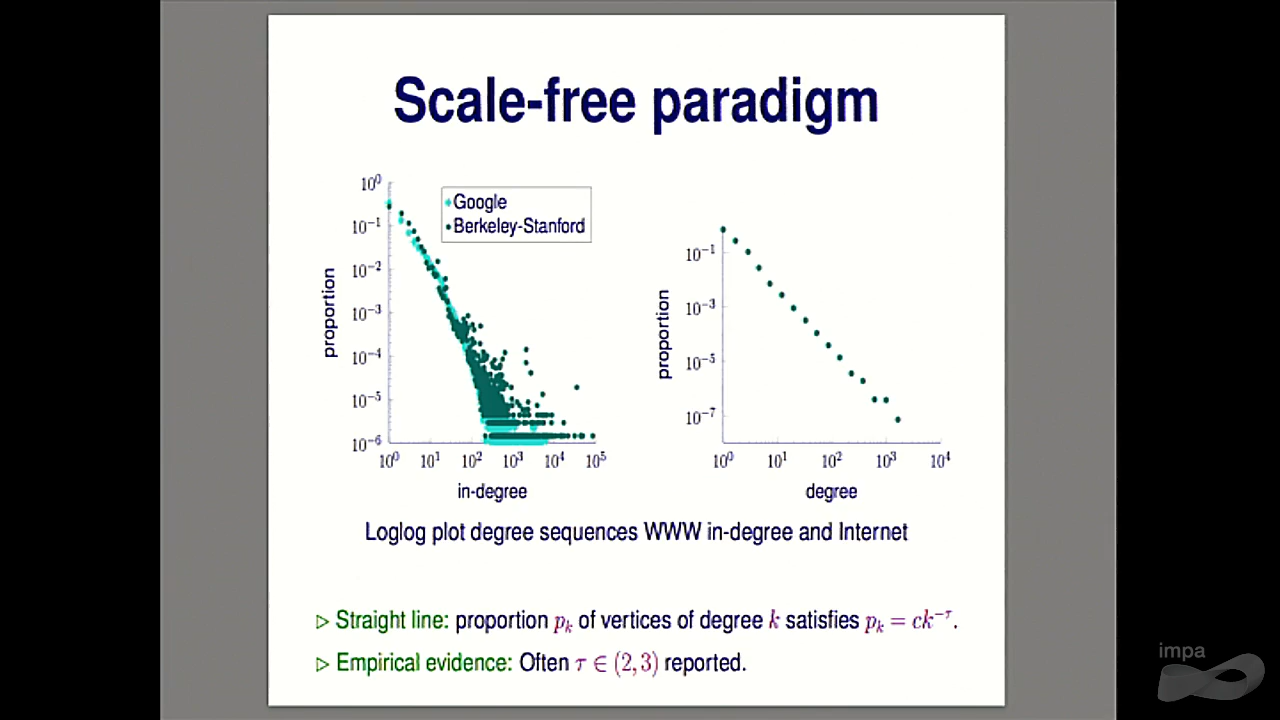 Scale-free paradigm
10^0
10^-1
10^-2
10^-3
10^-4
10^-5
10^-6
proportion
Google
Berkeley-Stanford
10^0 10^1 10^2 10^3 10^4 10^5
in-degree
10^-1
10^-3
10^-5
10^-7
proportion
10^0 10^1 10^2 10^3 10^4
degree
Loglog plot degree sequences WWW in-degree and Internet
▷ Straight line: proportion p_k of vertices of degree k satisfies p_k = ck^{-τ}.
▷ Empirical evidence: Often τ ∈ (2, 3) reported.
impa